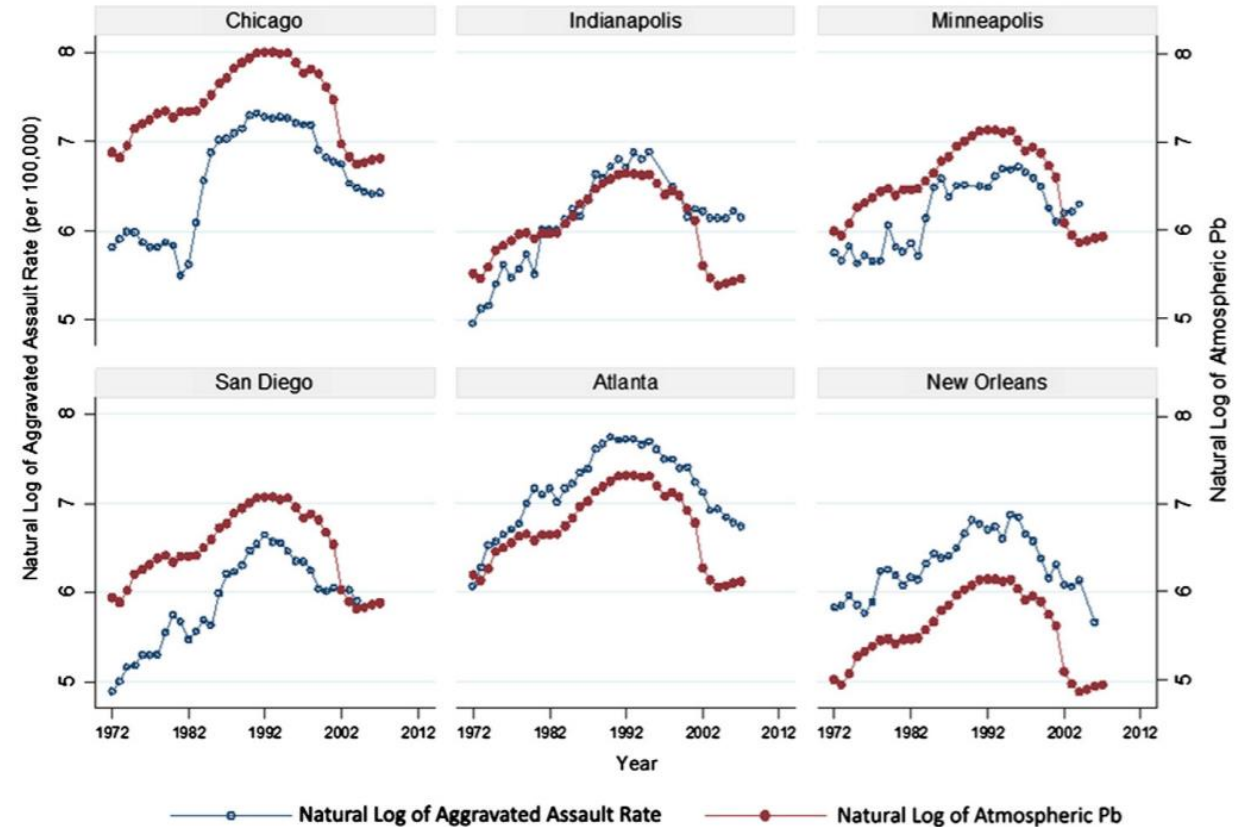 Chicago
Indianapolis
Minneapolis
8
7
6
5
8
7
6
5
San Diego
Atlanta
New Orleans
8
7
6
5
8
7
6
5
Natural Log of Aggravated Assault Rate (per 100,000)
Natural Log of Atmospheric Pb
1972 1982 1992 2002 2012
1972 1982 1992 2002 2012
1972 1982 1992 2002 2012
Year
Natural Log of Aggravated Assault Rate
Natural Log of Atmospheric Pb